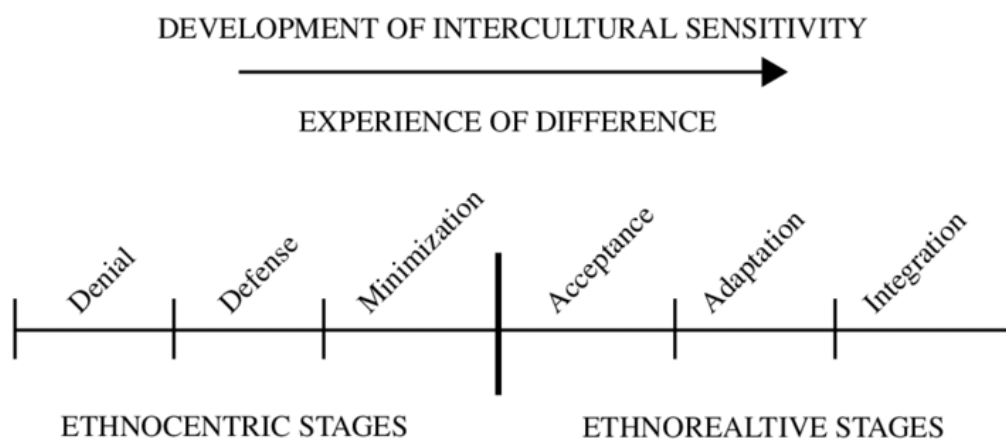 DEVELOPMENT OF INTERCULTURAL SENSITIVITY
EXPERIENCE OF DIFFERENCE
Denial
Defense
Minimization
Acceptance
Adaptation
Integration
ETHNOCENTRIC STAGES
ETHNOREALTIVE STAGES